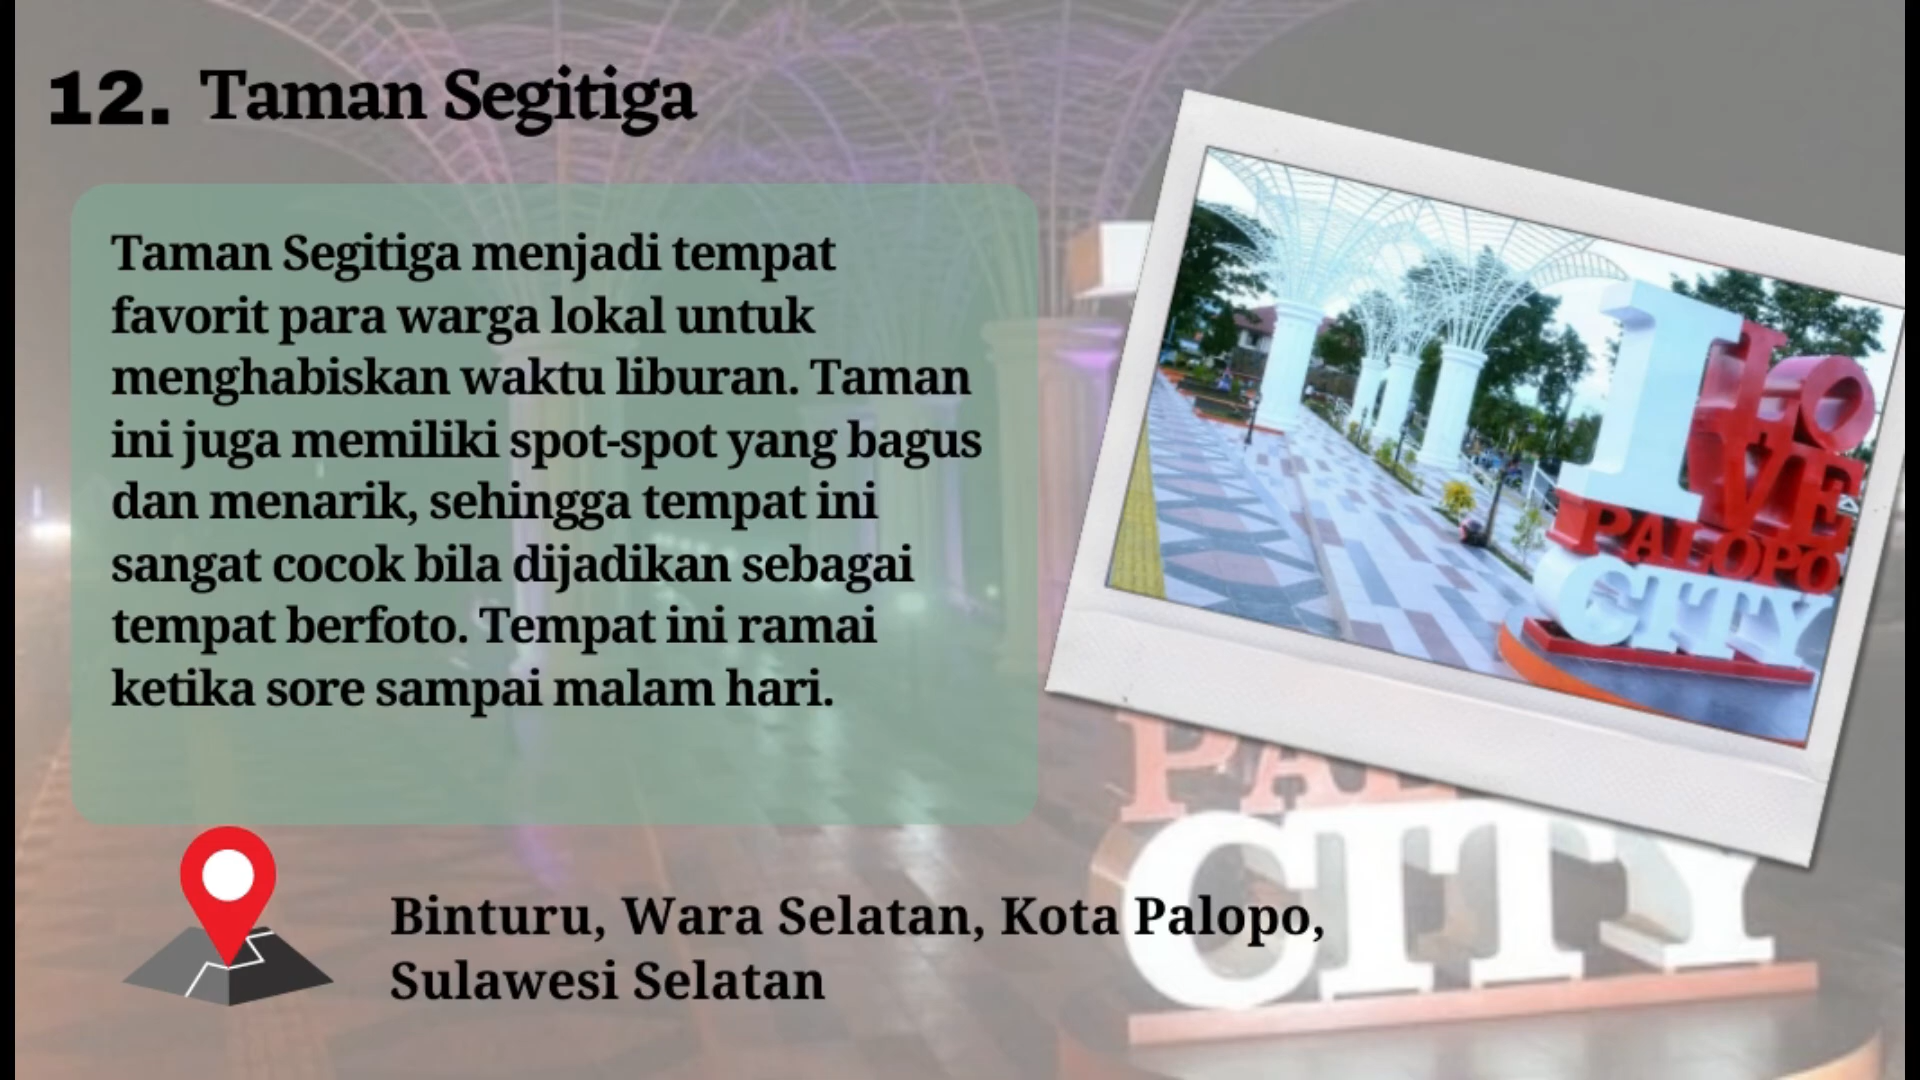 12. Taman Segitiga
Taman Segitiga menjadi tempat
favorit para warga lokal untuk
menghabiskan waktu liburan. Taman
ini juga memiliki spot-spot yang bagus
dan menarik, sehingga tempat ini
sangat cocok bila dijadikan sebagai
tempat berfoto. Tempat ini ramai
ketika sore sampai malam hari.
I LO
VE
PALOPO
CITY
PAL
CITY
Binturu, Wara Selatan, Kota Palopo,
Sulawesi Selatan